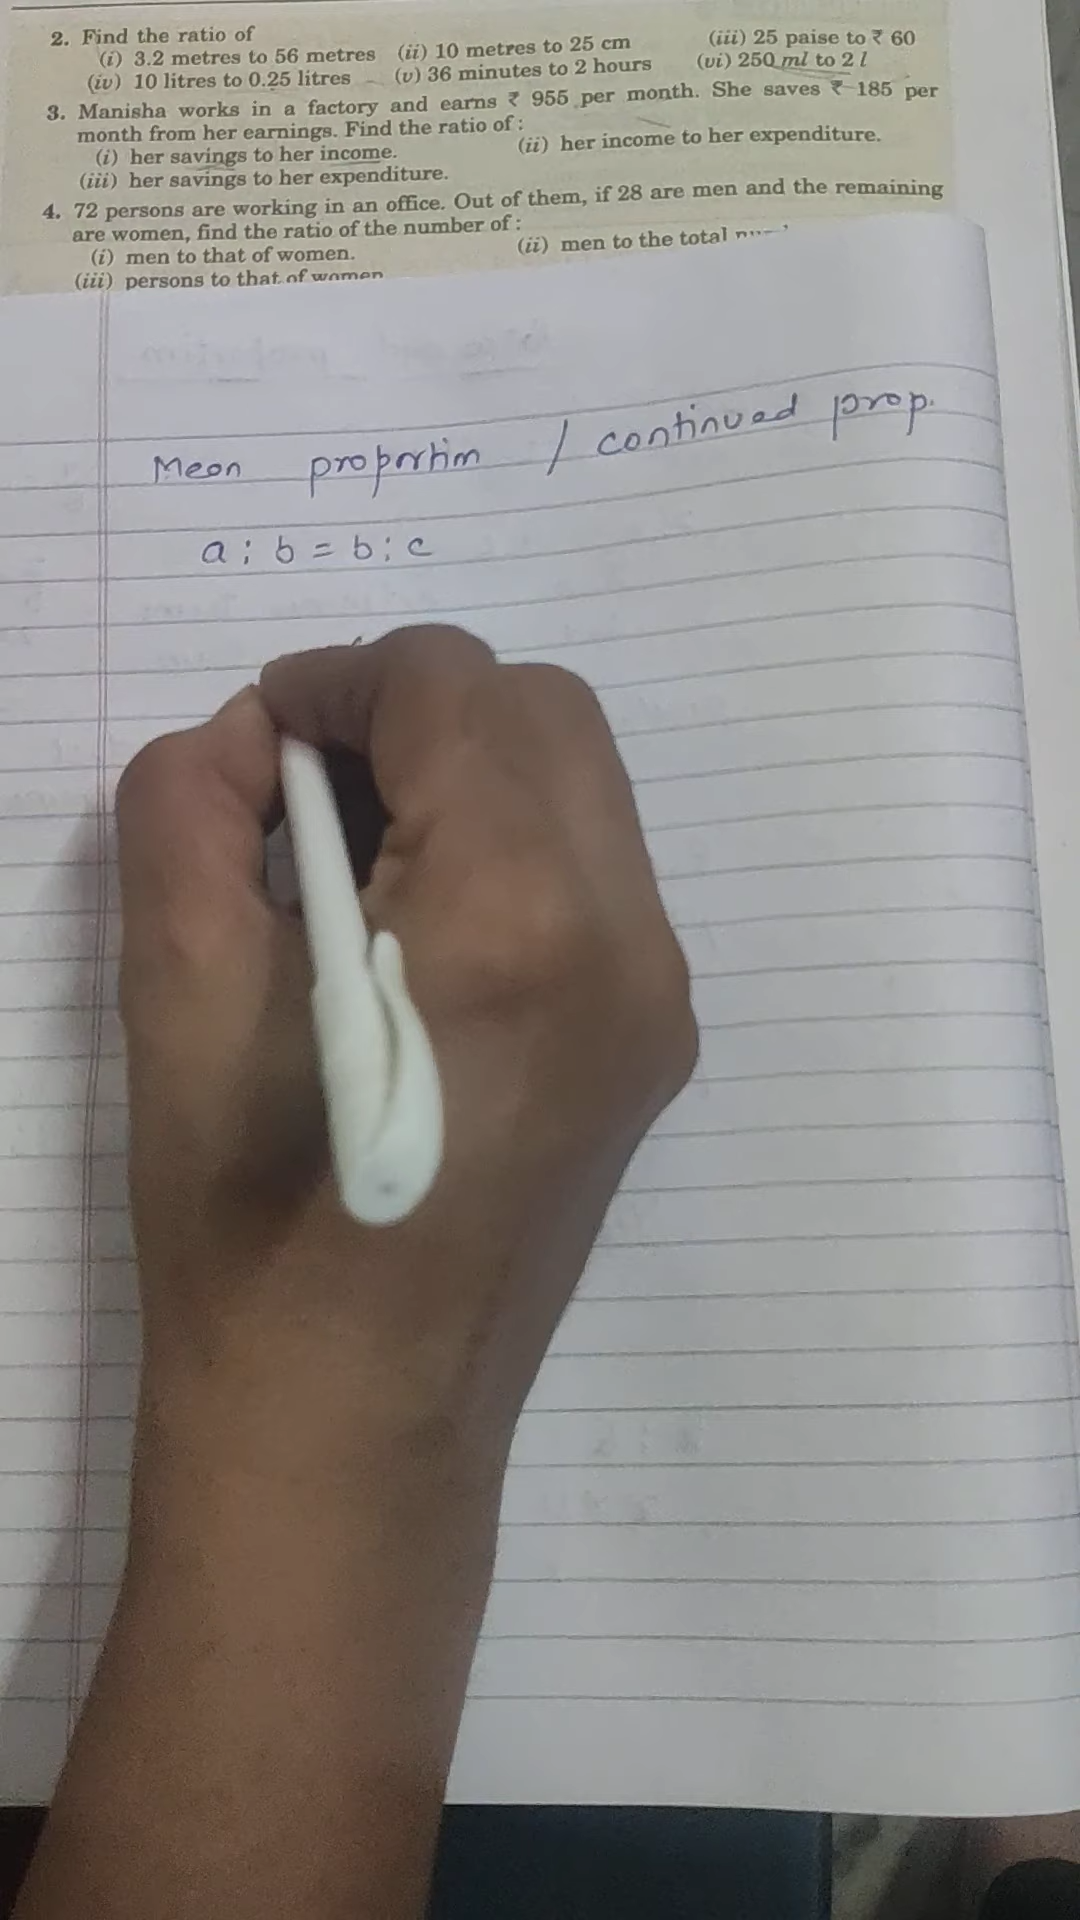 2. Find the ratio of
(i) 3.2 metres to 56 metres (ii) 10 metres to 25 cm (iii) 25 paise to ₹ 60
(iv) 10 litres to 0.25 litres (v) 36 minutes to 2 hours (vi) 250 ml to 2 l
3. Manisha works in a factory and earns ₹ 955 per month. She saves ₹ 185 per
month from her earnings. Find the ratio of :
(i) her savings to her income. (ii) her income to her expenditure.
(iii) her savings to her expenditure.
4. 72 persons are working in an office. Out of them, if 28 are men and the remaining
are women, find the ratio of the number of :
(i) men to that of women. (ii) men to the total
(iii) persons to that of women
Mean proportion / continued prop.
a : b = b : c